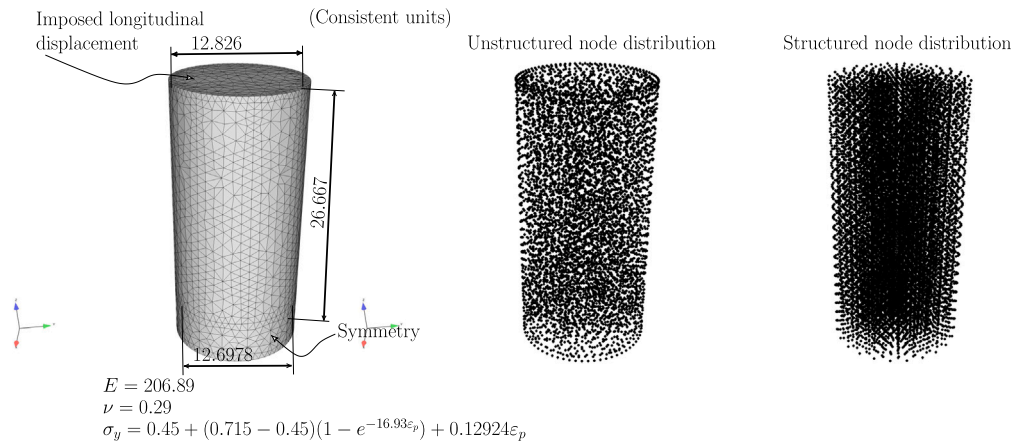 Imposed longitudinal
displacement
(Consistent units)
12.826
26.667
Symmetry
12.6978
E = 206.89
ν = 0.29
σ_y = 0.45 + (0.715 − 0.45)(1 − e^{−16.93ε_p}) + 0.12924ε_p
Unstructured node distribution
Structured node distribution